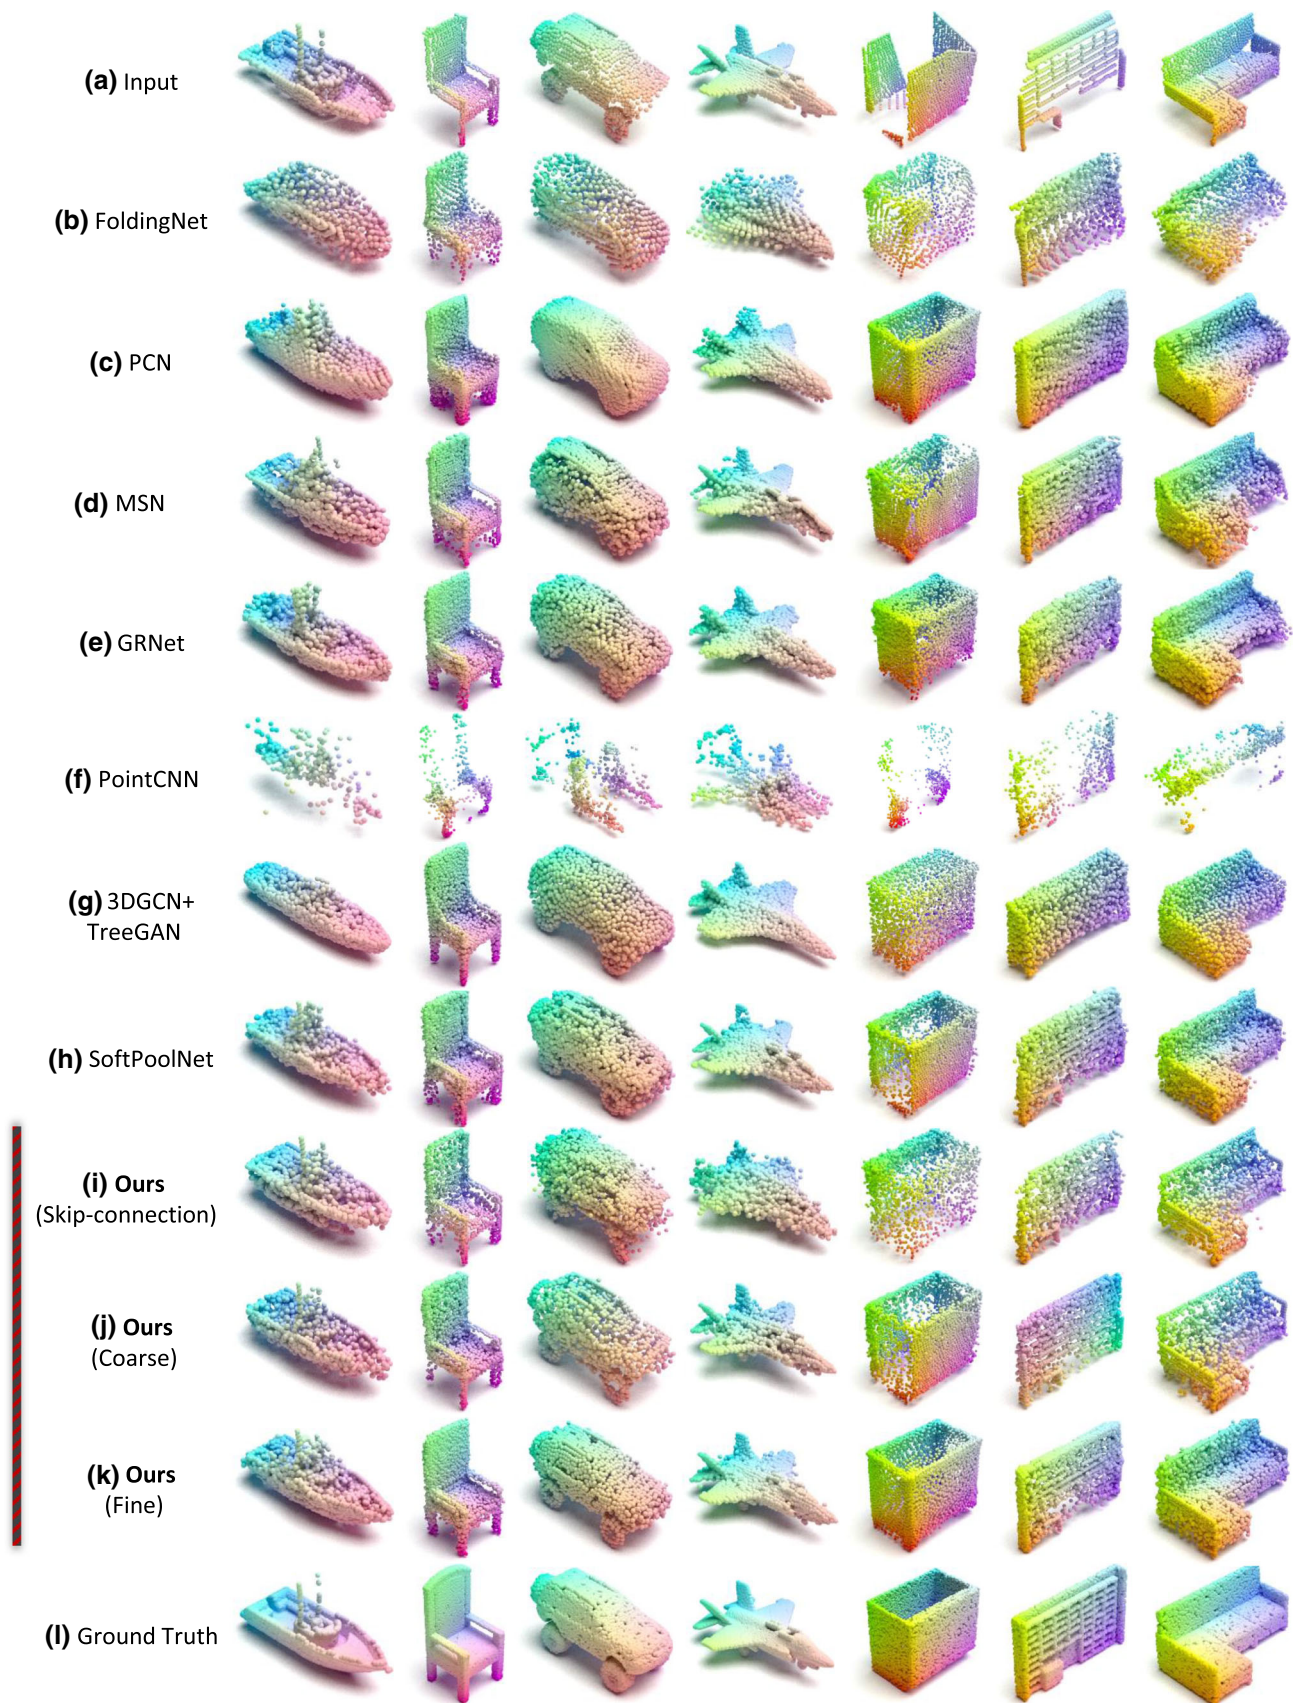 (a) Input
(b) FoldingNet
(c) PCN
(d) MSN
(e) GRNet
(f) PointCNN
(g) 3DGCN+
TreeGAN
(h) SoftPoolNet
(i) Ours
(Skip-connection)
(j) Ours
(Coarse)
(k) Ours
(Fine)
(l) Ground Truth